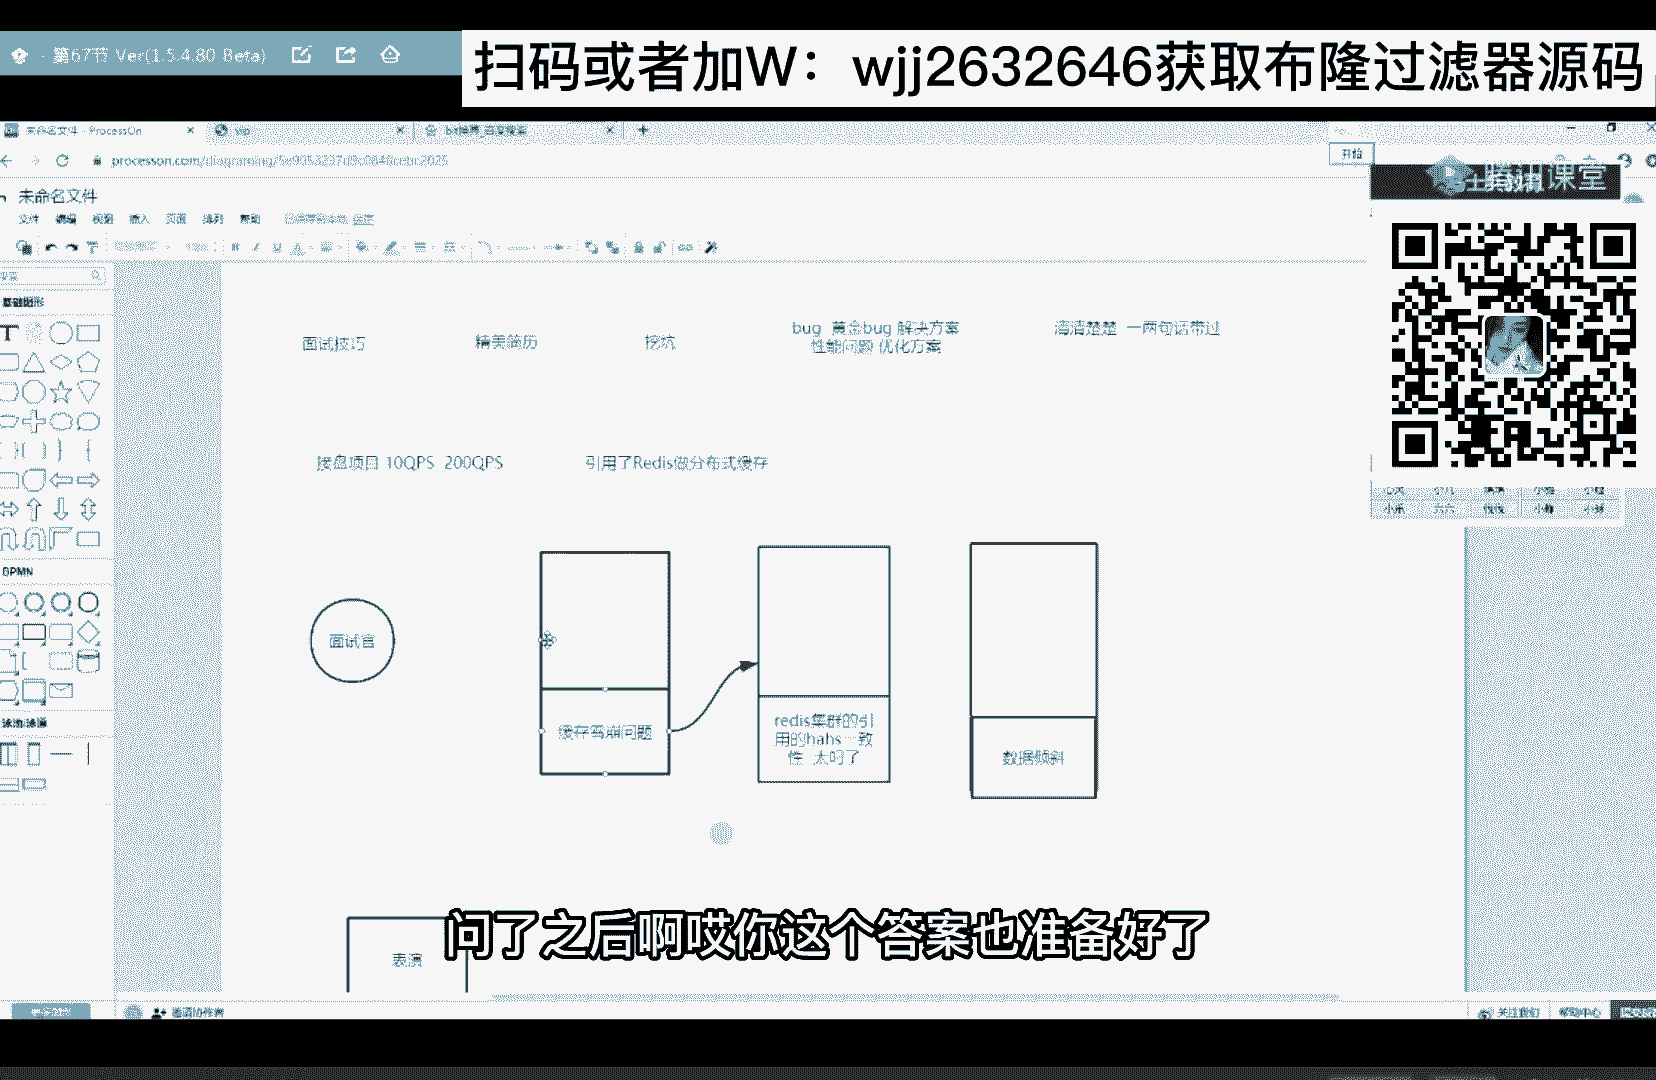 第67节 Ver(1.5.4.80 Beta)
扫码或者加W：wjj2632646获取布隆过滤器源码
未命名文件 - ProcessOn
vip
开始
腾讯课堂
未命名文件
文件 编辑 视图 插入 页面 排列 帮助
基础图形
面试技巧
精美简历
挖坑
bug 黄金bug 解决方案
性能问题 优化方案
清清楚楚 一两句话带过
接盘项目 10QPS 200QPS
引用了Redis做分布式缓存
BPMN
面试官
缓存雪崩问题
redis集群的引
用的hahs一致
性 太叼了
数据倾斜
表演
问了之后啊哎你这个答案也准备好了
邀请协作者
关注我们
帮助中心